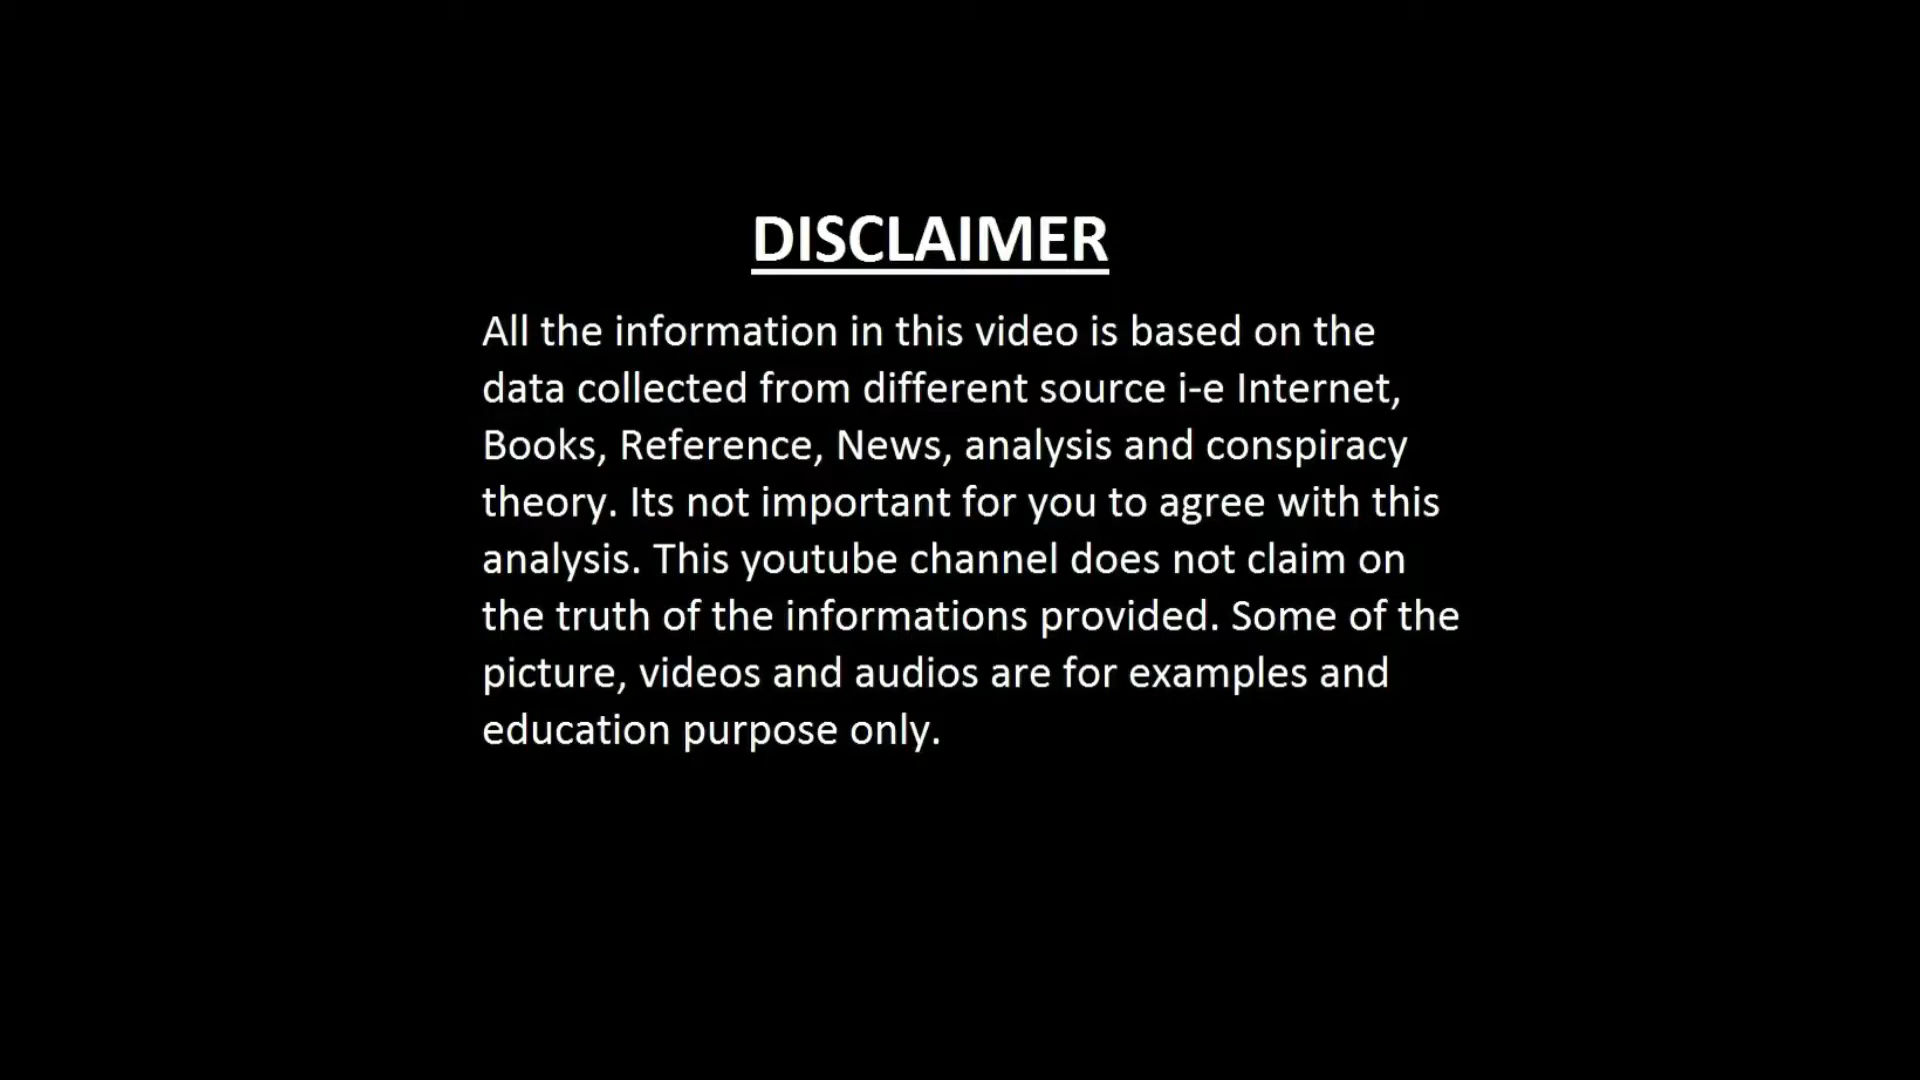 DISCLAIMER
All the information in this video is based on the
data collected from different source i-e Internet,
Books, Reference, News, analysis and conspiracy
theory. Its not important for you to agree with this
analysis. This youtube channel does not claim on
the truth of the informations provided. Some of the
picture, videos and audios are for examples and
education purpose only.